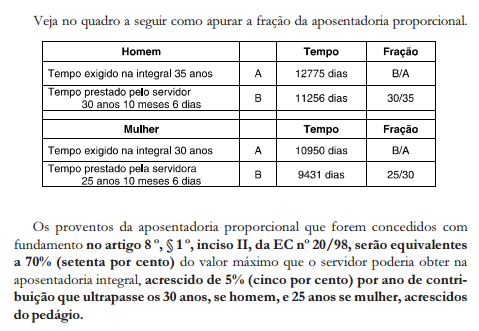 Veja no quadro a seguir como apurar a fração da aposentadoria proporcional.
Homem Tempo Fração
Tempo exigido na integral 35 anos A 12775 dias B/A
Tempo prestado pelo servidor
30 anos 10 meses 6 dias B 11256 dias 30/35
Mulher Tempo Fração
Tempo exigido na integral 30 anos A 10950 dias B/A
Tempo prestado pela servidora
25 anos 10 meses 6 dias B 9431 dias 25/30
Os proventos da aposentadoria proporcional que forem concedidos com
fundamento no artigo 8 º, § 1 º, inciso II, da EC nº 20/98, serão equivalentes
a 70% (setenta por cento) do valor máximo que o servidor poderia obter na
aposentadoria integral, acrescido de 5% (cinco por cento) por ano de contri-
buição que ultrapasse os 30 anos, se homem, e 25 anos se mulher, acrescidos
do pedágio.